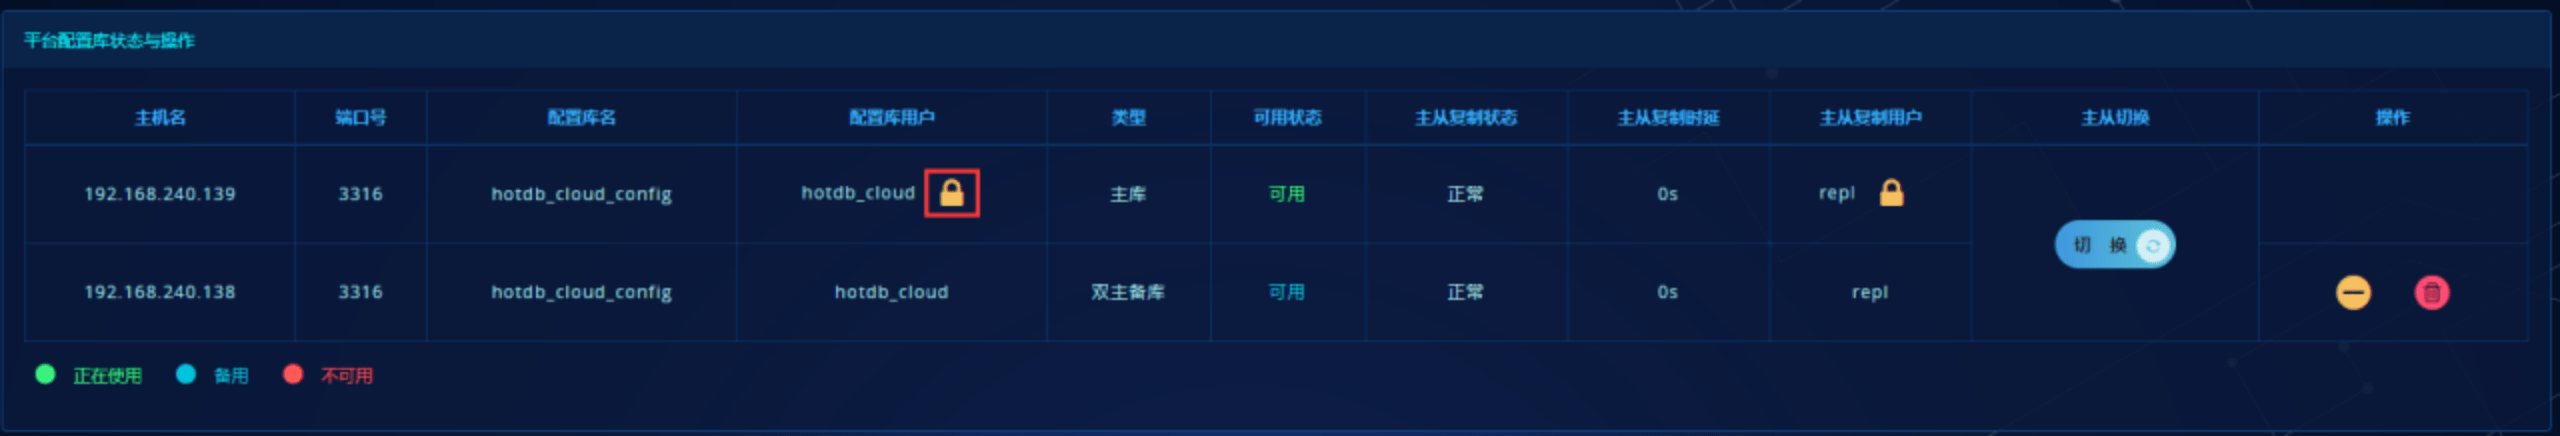 平台配置库状态与操作
主机名 端口号 配置库名 配置库用户 类型 可用状态 主从复制状态 主从复制时延 主从复制用户 主从切换 操作
192.168.240.139 3316 hotdb_cloud_config hotdb_cloud 主库 可用 正常 0s repl
切 换
192.168.240.138 3316 hotdb_cloud_config hotdb_cloud 双主备库 可用 正常 0s repl
正在使用 备用 不可用